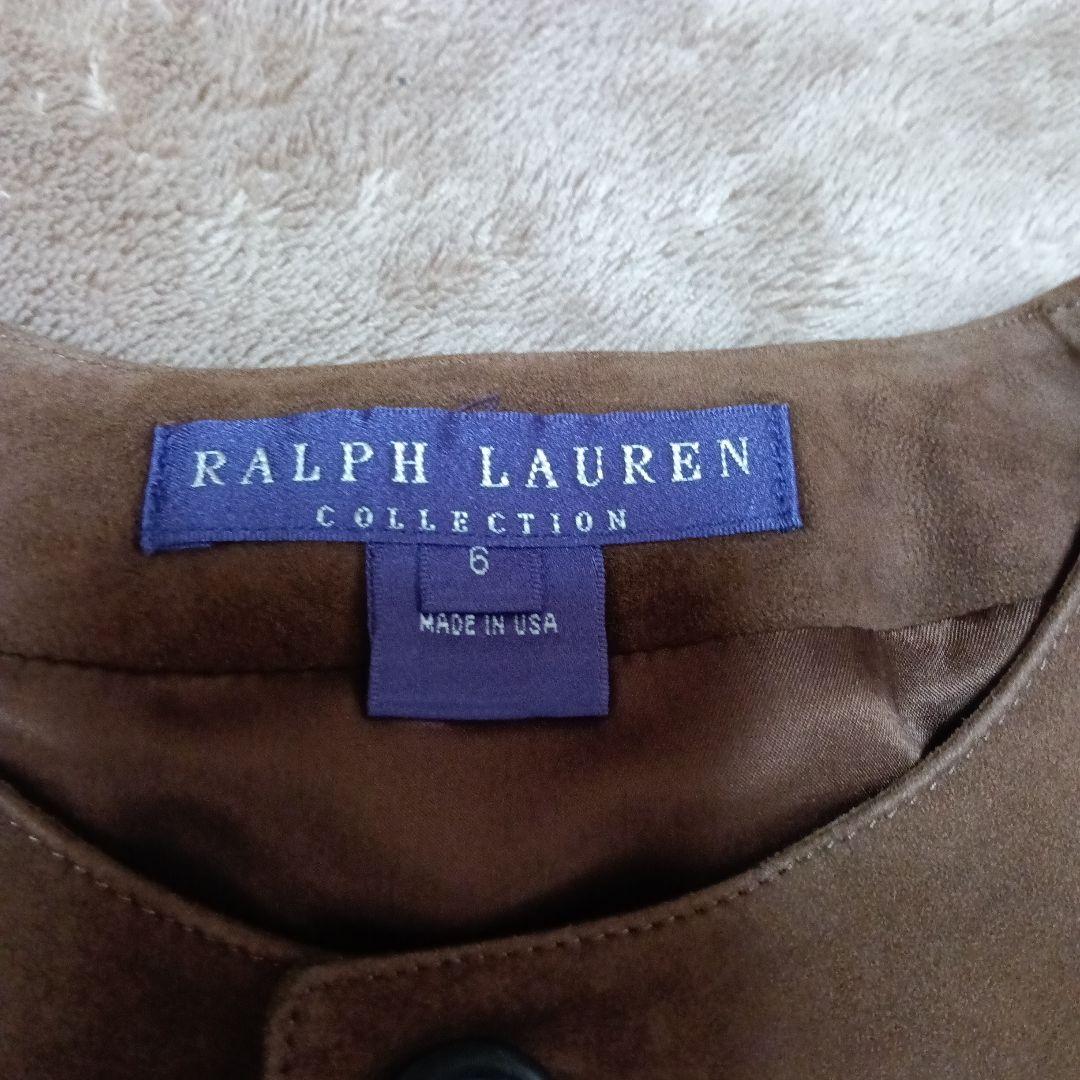 RALPH LAUREN
COLLECTION
6
MADE IN USA